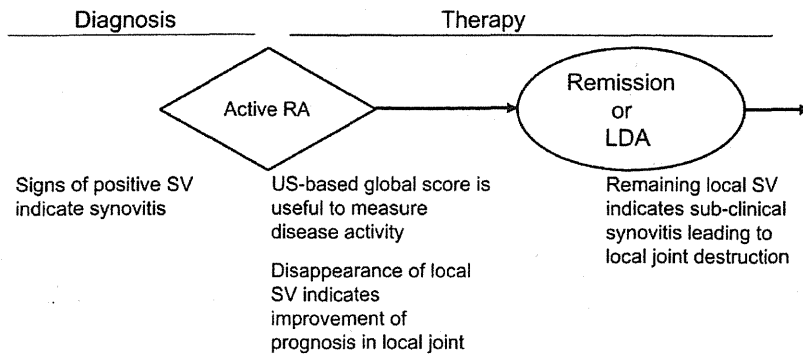 Diagnosis
Therapy
Active RA
Remission
or
LDA
Signs of positive SV
indicate synovitis
US-based global score is
useful to measure
disease activity
Disappearance of local
SV indicates
improvement of
prognosis in local joint
Remaining local SV
indicates sub-clinical
synovitis leading to
local joint destruction